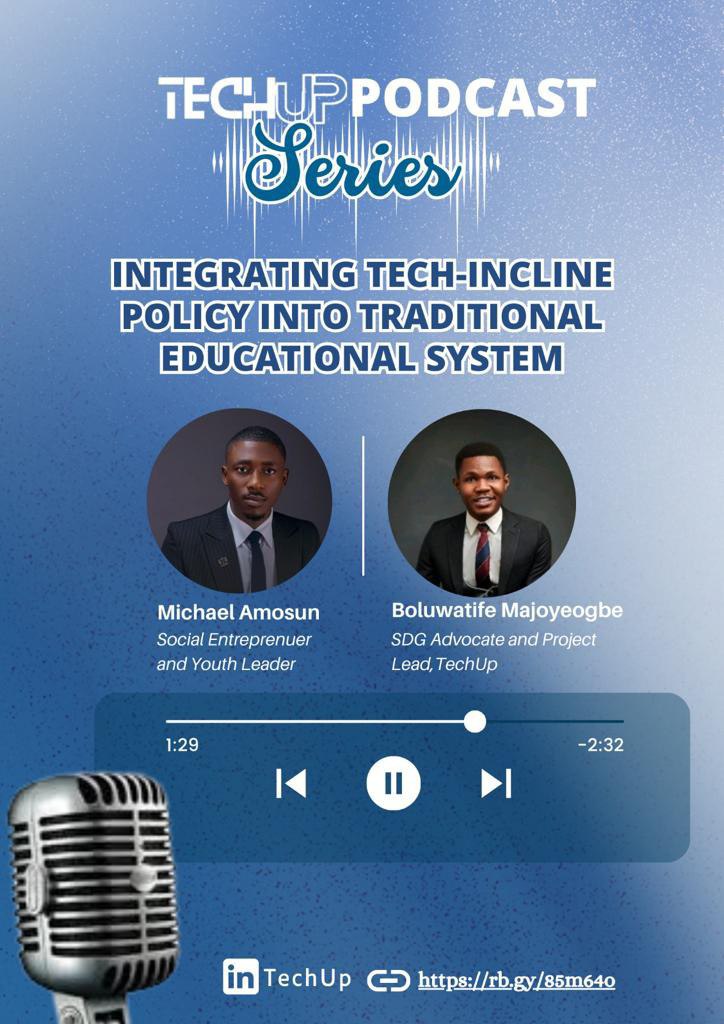 TECHUP PODCAST
Series
INTEGRATING TECH-INCLINE
POLICY INTO TRADITIONAL
EDUCATIONAL SYSTEM
Michael Amosun
Social Entreprenuer
and Youth Leader
Boluwatife Majoyeogbe
SDG Advocate and Project
Lead, TechUp
1:29
-2:32
in TechUp https://rb.gy/85m64o